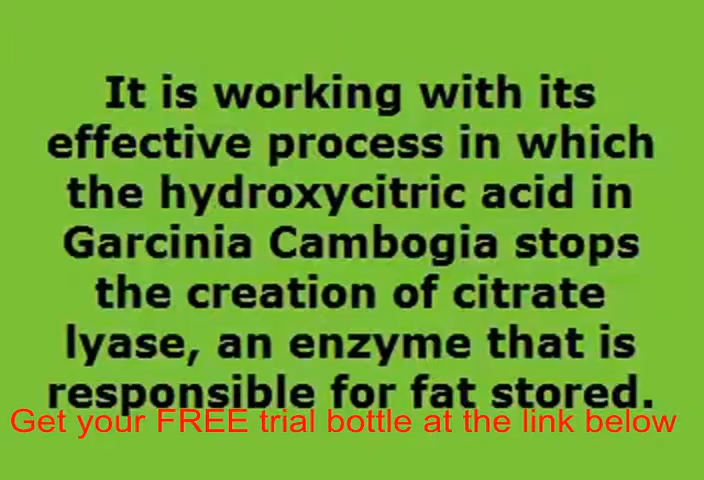 It is working with its
effective process in which
the hydroxycitric acid in
Garcinia Cambogia stops
the creation of citrate
lyase, an enzyme that is
responsible for fat stored.
Get your FREE trial bottle at the link below